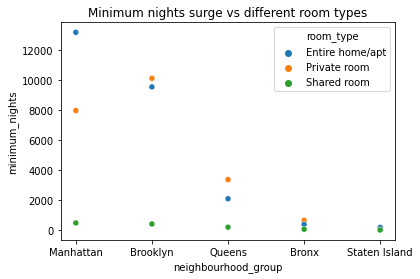 Minimum nights surge vs different room types
room_type
Entire home/apt
Private room
Shared room
minimum_nights
12000
10000
8000
6000
4000
2000
0
Manhattan Brooklyn Queens Bronx Staten Island
neighbourhood_group